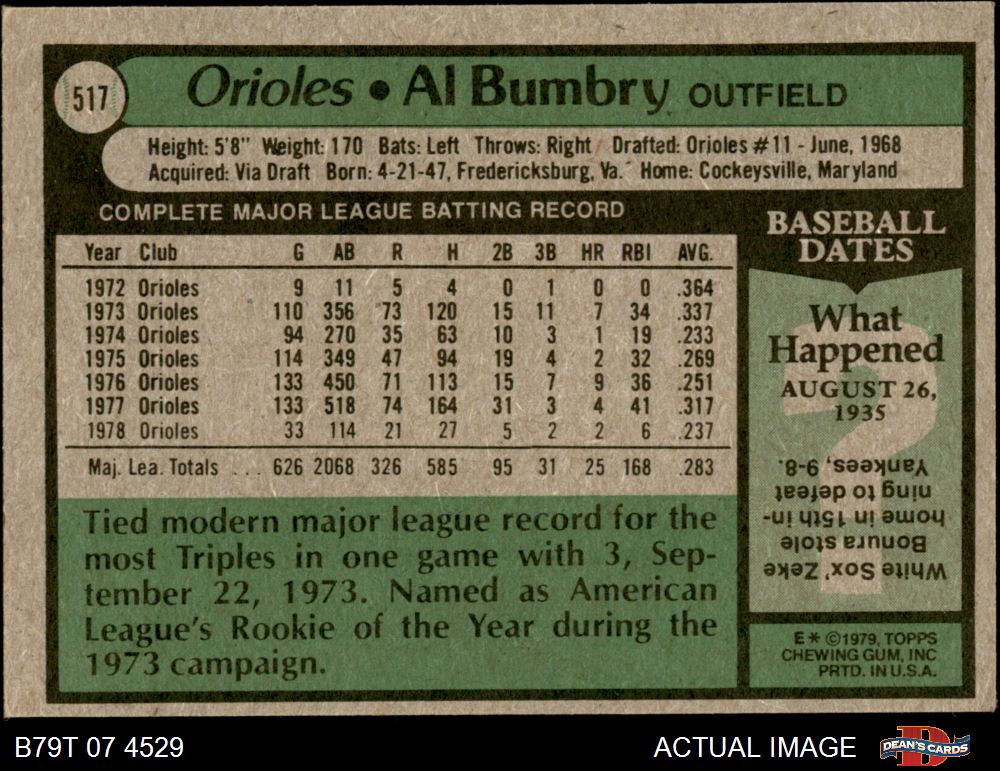 517
Orioles • Al Bumbry OUTFIELD
Height: 5'8" Weight: 170 Bats: Left Throws: Right Drafted: Orioles #11 - June, 1968
Acquired: Via Draft Born: 4-21-47, Fredericksburg, Va. Home: Cockeysville, Maryland
COMPLETE MAJOR LEAGUE BATTING RECORD
Year Club G AB R H 2B 3B HR RBI AVG.
1972 Orioles 9 11 5 4 0 1 0 0 .364
1973 Orioles 110 356 73 120 15 11 7 34 .337
1974 Orioles 94 270 35 63 10 3 1 19 .233
1975 Orioles 114 349 47 94 19 4 2 32 .269
1976 Orioles 133 450 71 113 15 7 9 36 .251
1977 Orioles 133 518 74 164 31 3 4 41 .317
1978 Orioles 33 114 21 27 5 2 2 6 .237
Maj. Lea. Totals ... 626 2068 326 585 95 31 25 168 .283
Tied modern major league record for the
most Triples in one game with 3, Sep-
tember 22, 1973. Named as American
League's Rookie of the Year during the
1973 campaign.
BASEBALL
DATES
What
Happened
AUGUST 26,
1935
White Sox' Zeke
Bonura stole
home in 15th in-
ning to defeat
Yankees, 9-8.
E* ©1979, TOPPS
CHEWING GUM, INC
PRTD. IN U.S.A.
B79T 07 4529
ACTUAL IMAGE
DEAN'S CARDS